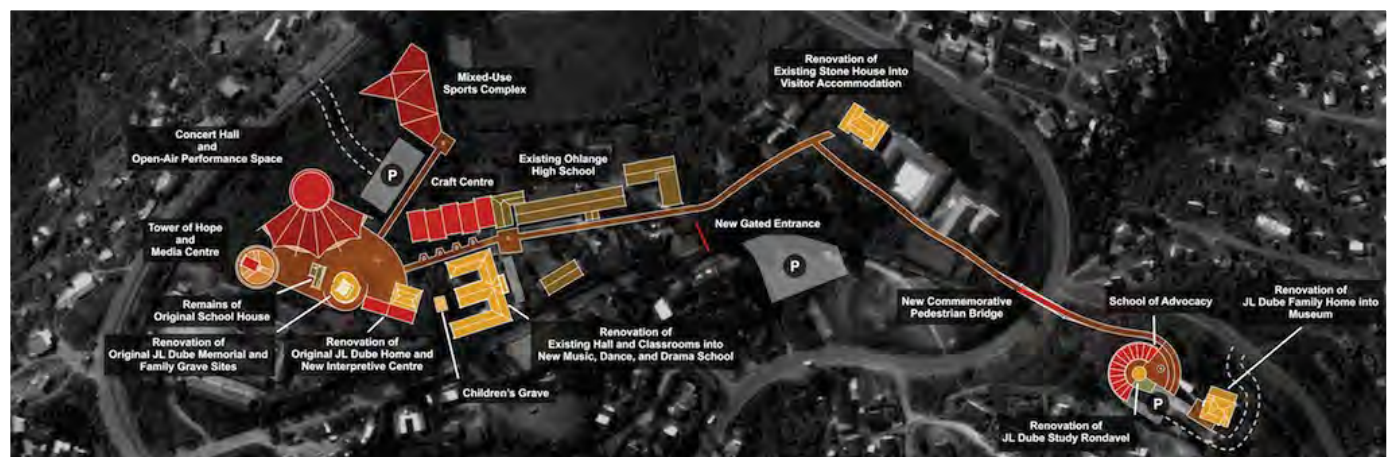 Mixed-Use
Sports Complex
Concert Hall
and
Open-Air Performance Space
P
Craft Centre
Existing Ohlange
High School
Renovation of
Existing Stone House into
Visitor Accommodation
Tower of Hope
and
Media Centre
New Gated Entrance
P
Remains of
Original School House
Renovation of
Original JL Dube Memorial and
Family Grave Sites
Renovation of
Original JL Dube Home and
New Interpretive Centre
Children's Grave
Renovation of
Existing Hall and Classrooms into
New Music, Dance, and Drama School
New Commemorative
Pedestrian Bridge
School of Advocacy
Renovation of
JL Dube Family Home into
Museum
P
Renovation of
JL Dube Study Rondavel